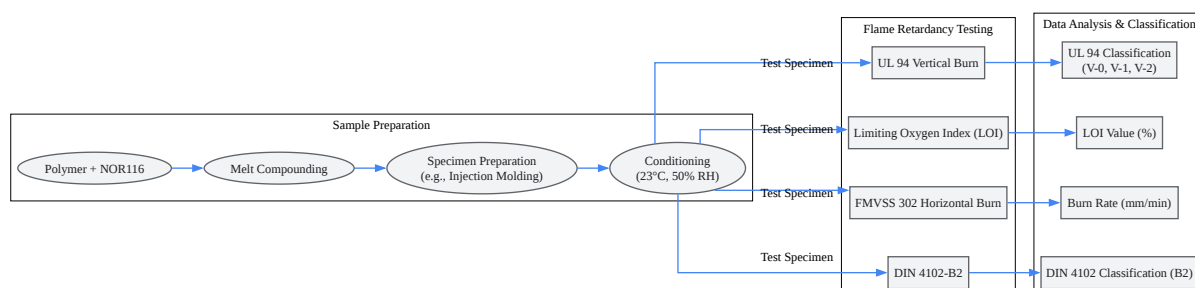 Flame Retardancy Testing
Data Analysis & Classification
Test Specimen
UL 94 Vertical Burn
UL 94 Classification
(V-0, V-1, V-2)
Sample Preparation
Test Specimen
Limiting Oxygen Index (LOI)
LOI Value (%)
Polymer + NOR116
Melt Compounding
Specimen Preparation
(e.g., Injection Molding)
Conditioning
(23°C, 50% RH)
Test Specimen
FMVSS 302 Horizontal Burn
Burn Rate (mm/min)
Test Specimen
DIN 4102-B2
DIN 4102 Classification (B2)